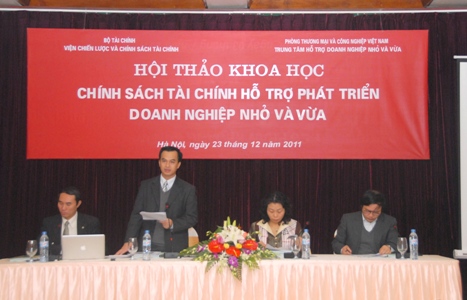 BỘ TÀI CHÍNH
VIỆN CHIẾN LƯỢC VÀ CHÍNH SÁCH TÀI CHÍNH
PHÒNG THƯƠNG MẠI VÀ CÔNG NGHIỆP VIỆT NAM
TRUNG TÂM HỖ TRỢ DOANH NGHIỆP NHỎ VÀ VỪA
HỘI THẢO KHOA HỌC
CHÍNH SÁCH TÀI CHÍNH HỖ TRỢ PHÁT TRIỂN
DOANH NGHIỆP NHỎ VÀ VỪA
Hà Nội, ngày 23 tháng 12 năm 2011